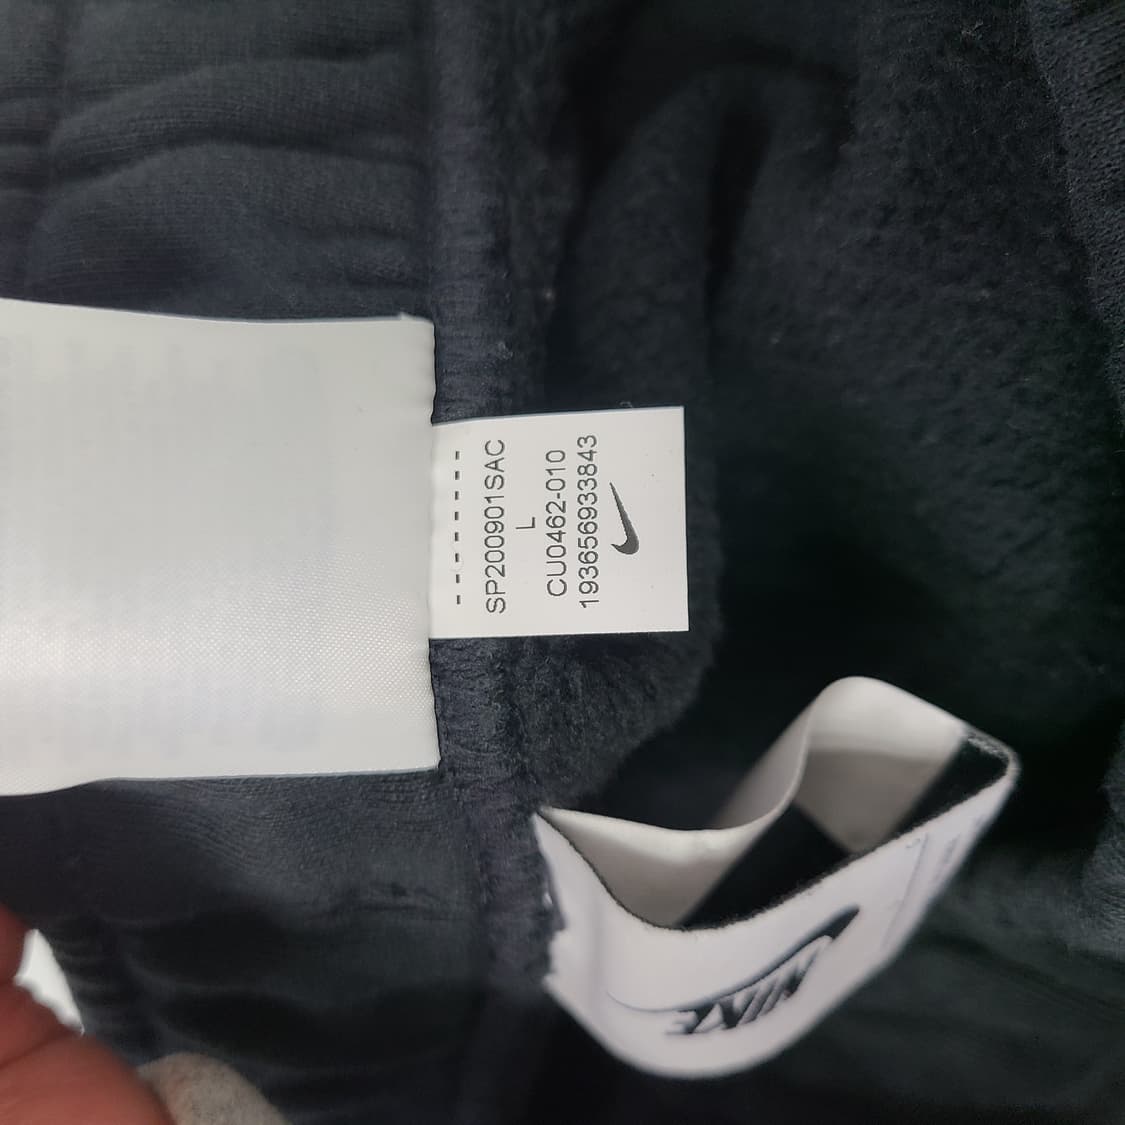 --------
SP200901SAC
L
CU0462-010
193656933843
NIKE